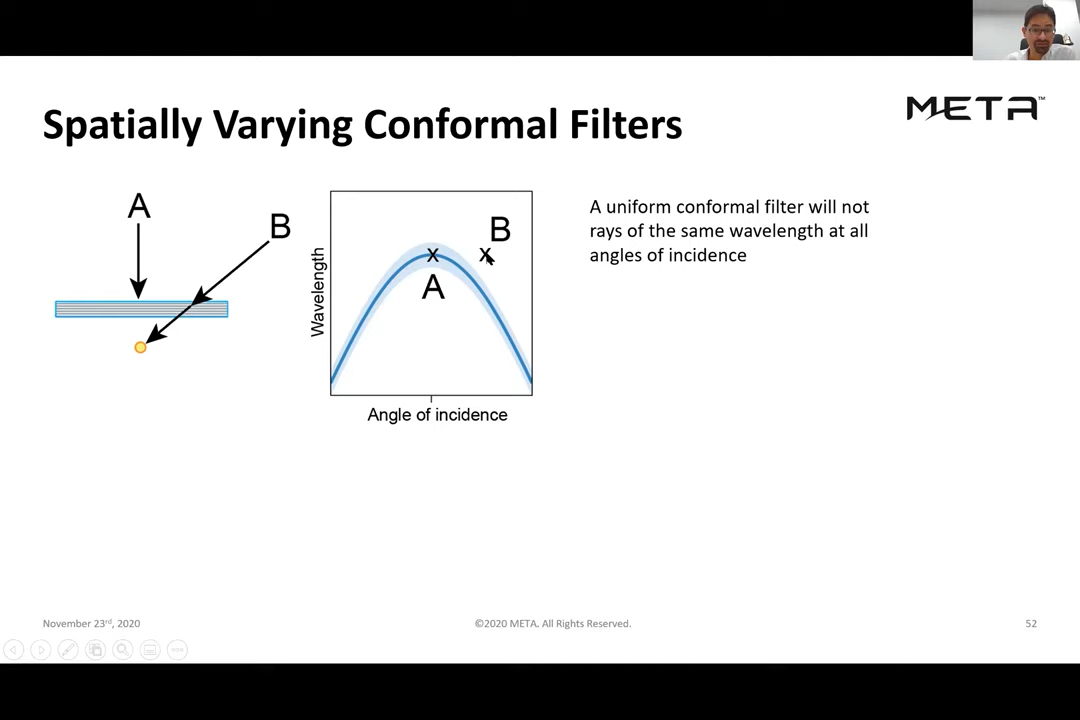 Spatially Varying Conformal Filters
META™
A
B
Wavelength
x
x
B
A
Angle of incidence
A uniform conformal filter will not
rays of the same wavelength at all
angles of incidence
November 23rd, 2020
©2020 META. All Rights Reserved.
52